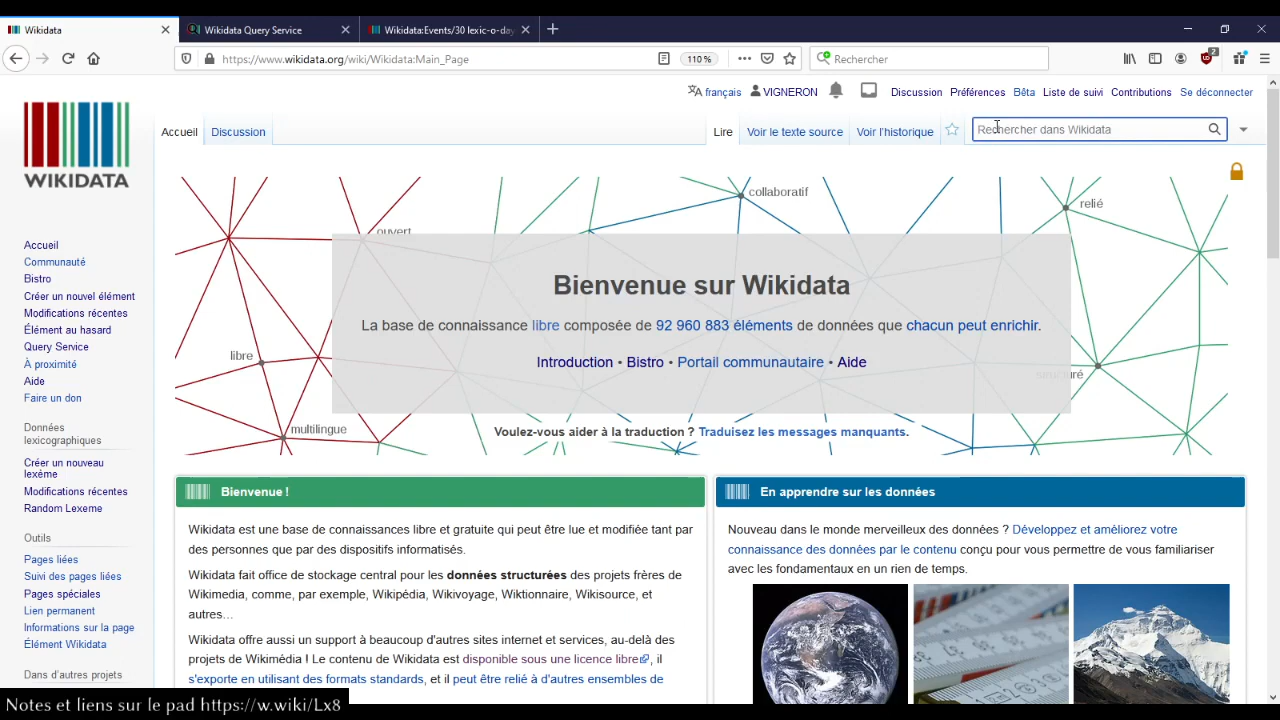 Wikidata
Wikidata Query Service
Wikidata:Events/30 lexic-o-day
https://www.wikidata.org/wiki/Wikidata:Main_Page
110 %
Rechercher
2
français
VIGNERON
Discussion
Préférences
Bêta
Liste de suivi
Contributions
Se déconnecter
WIKIDATA
Accueil
Discussion
Lire
Voir le texte source
Voir l'historique
Rechercher dans Wikidata
collaboratif
relié
ouvert
libre
multilingue
Bienvenue sur Wikidata
La base de connaissance libre composée de 92 960 883 éléments de données que chacun peut enrichir.
Introduction • Bistro • Portail communautaire • Aide
Voulez-vous aider à la traduction ? Traduisez les messages manquants.
Accueil
Communauté
Bistro
Créer un nouvel élément
Modifications récentes
Élément au hasard
Query Service
À proximité
Aide
Faire un don
Données
lexicographiques
Créer un nouveau
lexème
Modifications récentes
Random Lexeme
Outils
Pages liées
Suivi des pages liées
Pages spéciales
Lien permanent
Informations sur la page
Élément Wikidata
Dans d'autres projets
Bienvenue !
Wikidata est une base de connaissances libre et gratuite qui peut être lue et modifiée tant par
des personnes que par des dispositifs informatisés.
Wikidata fait office de stockage central pour les données structurées des projets frères de
Wikimedia, comme, par exemple, Wikipédia, Wikivoyage, Wiktionnaire, Wikisource, et
autres...
Wikidata offre aussi un support à beaucoup d'autres sites internet et services, au-delà des
projets de Wikimédia ! Le contenu de Wikidata est disponible sous une licence libre, il
s'exporte en utilisant des formats standards, et il peut être relié à d'autres ensembles de
En apprendre sur les données
Nouveau dans le monde merveilleux des données ? Développez et améliorez votre
connaissance des données par le contenu conçu pour vous permettre de vous familiariser
avec les fondamentaux en un rien de temps.
Notes et liens sur le pad https://w.wiki/Lx8